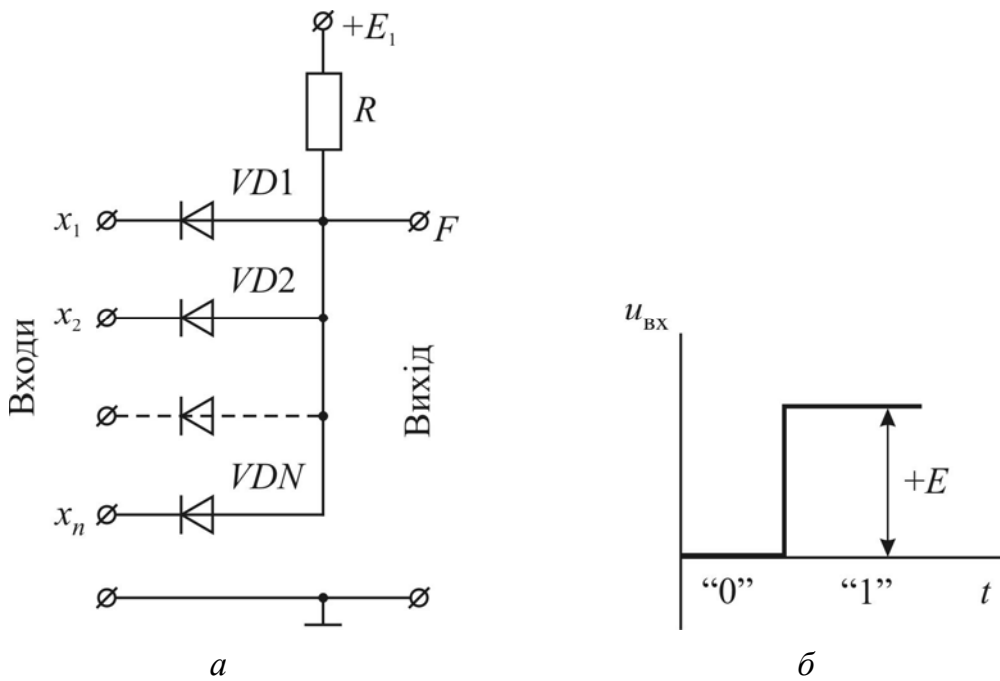 +E₁
R
VD1
x₁
F
VD2
x₂
Входи
Вихід
VDN
xₙ
а
uвх
+E
“0”
“1”
t
б